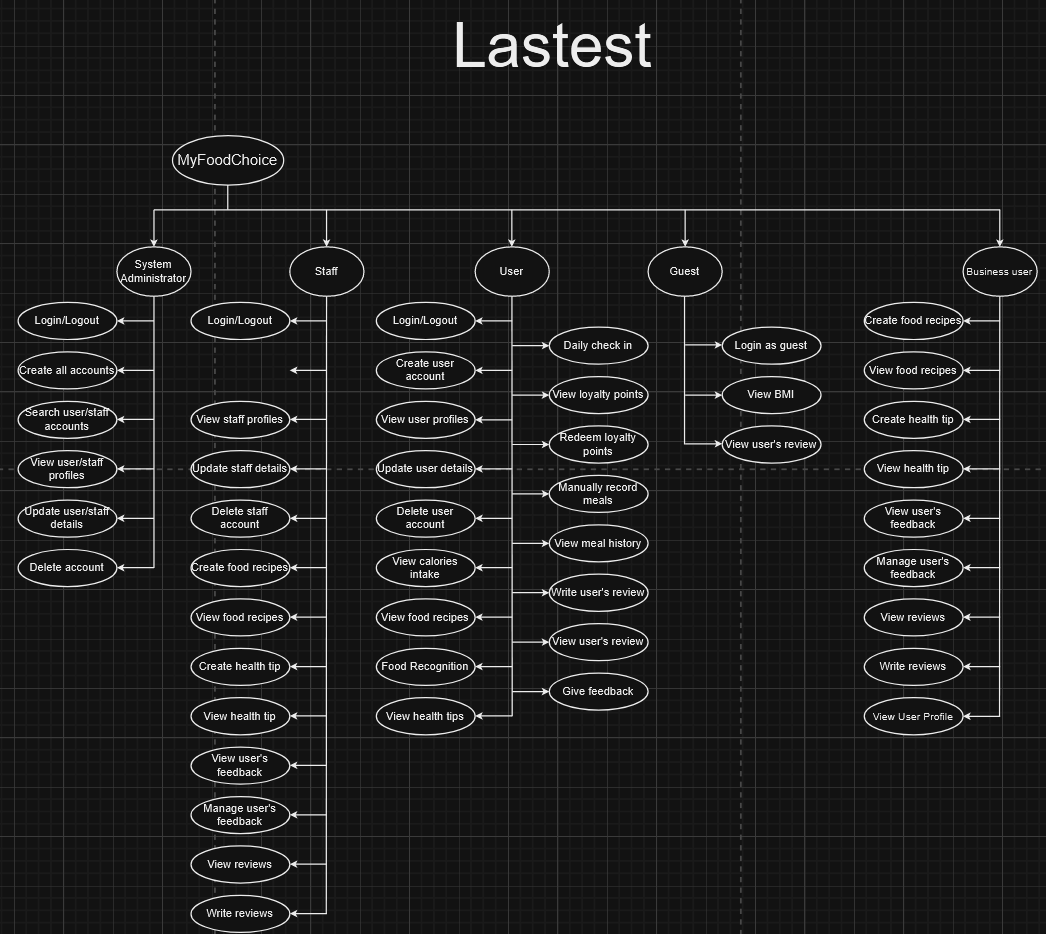 Lastest
MyFoodChoice
System
Administrator
Login/Logout
Create all accounts
Search user/staff
accounts
View user/staff
profiles
Update user/staff
details
Delete account
Staff
Login/Logout
View staff profiles
Update staff details
Delete staff
account
Create food recipes
View food recipes
Create health tip
View health tip
View user's
feedback
Manage user's
feedback
View reviews
Write reviews
User
Login/Logout
Create user
account
View user profiles
Update user details
Delete user
account
View calories
intake
View food recipes
Food Recognition
View health tips
Daily check in
View loyalty points
Redeem loyalty
points
Manually record
meals
View meal history
Write user's review
View user's review
Give feedback
Guest
Login as guest
View BMI
View user's review
Business user
Create food recipes
View food recipes
Create health tip
View health tip
View user's
feedback
Manage user's
feedback
View reviews
Write reviews
View User Profile